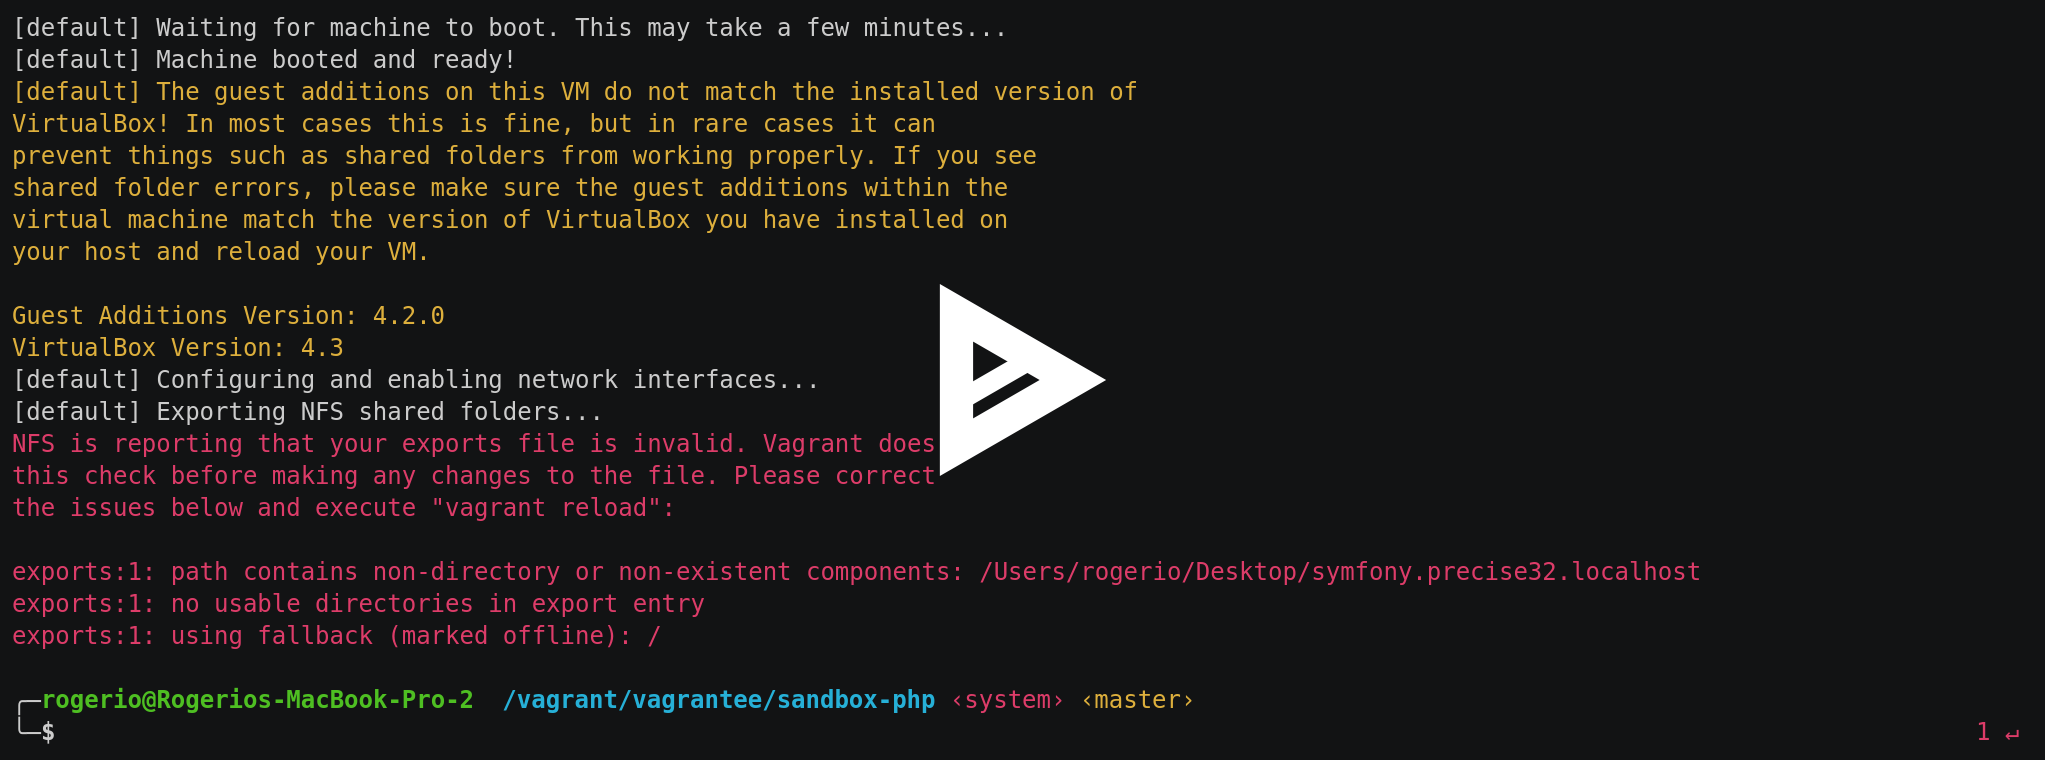 [default] Waiting for machine to boot. This may take a few minutes...
[default] Machine booted and ready!
[default] The guest additions on this VM do not match the installed version of
VirtualBox! In most cases this is fine, but in rare cases it can
prevent things such as shared folders from working properly. If you see
shared folder errors, please make sure the guest additions within the
virtual machine match the version of VirtualBox you have installed on
your host and reload your VM.
Guest Additions Version: 4.2.0
VirtualBox Version: 4.3
[default] Configuring and enabling network interfaces...
[default] Exporting NFS shared folders...
NFS is reporting that your exports file is invalid. Vagrant does
this check before making any changes to the file. Please correct
the issues below and execute "vagrant reload":
exports:1: path contains non-directory or non-existent components: /Users/rogerio/Desktop/symfony.precise32.localhost
exports:1: no usable directories in export entry
exports:1: using fallback (marked offline): /
╭─rogerio@Rogerios-MacBook-Pro-2  /vagrant/vagrantee/sandbox-php ‹system› ‹master›
╰─$ 1 ↵